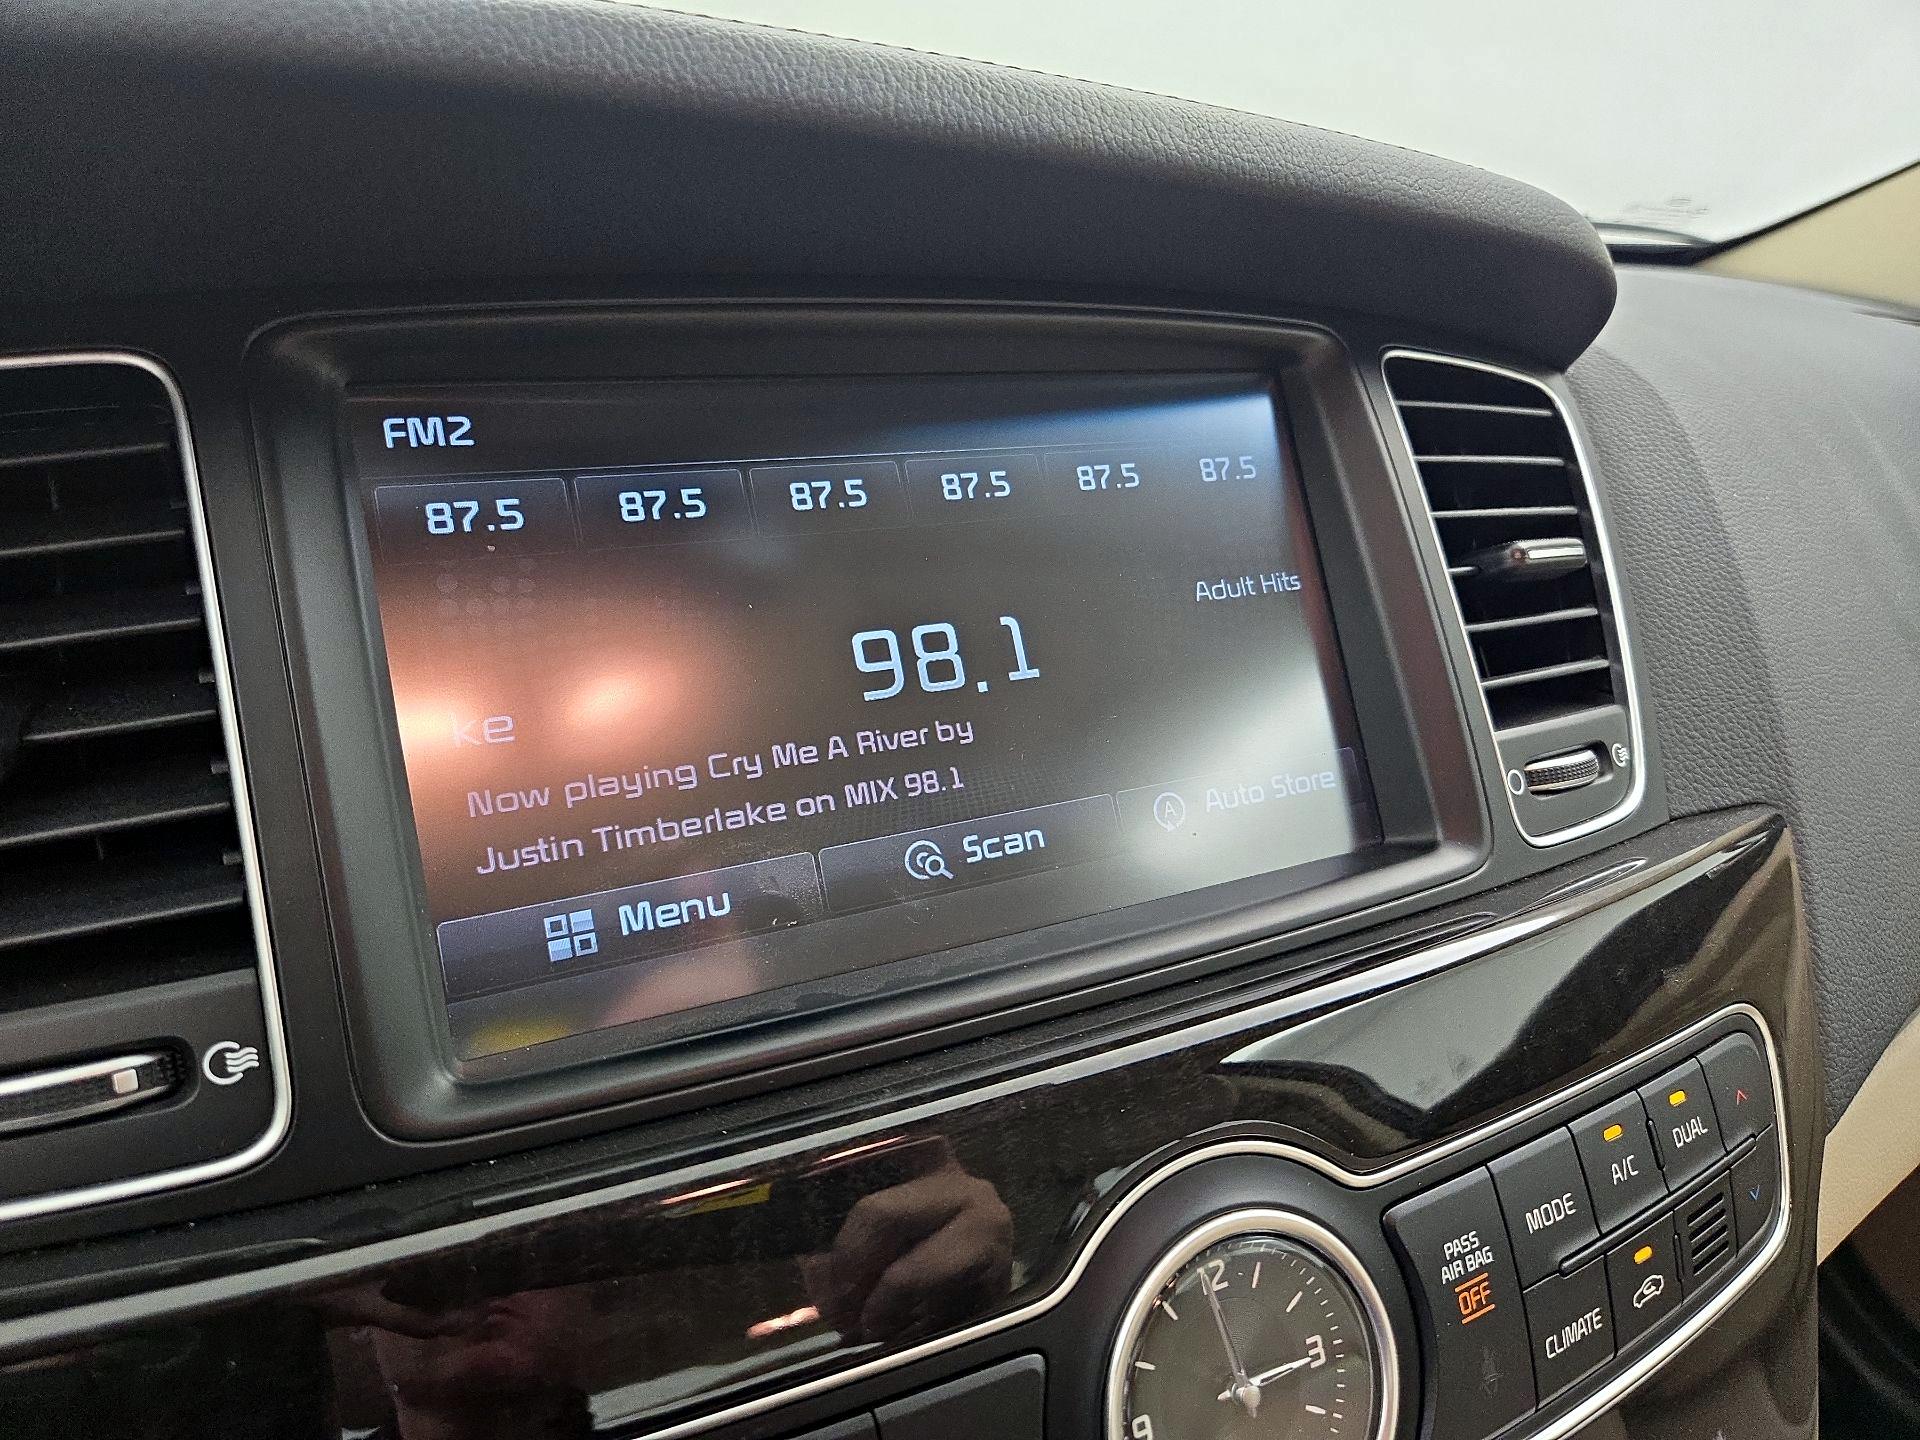 FM2
87.5 87.5 87.5 87.5 87.5 87.5
Adult Hits
98.1
ke
Now playing Cry Me A River by
Justin Timberlake on MIX 98.1
Menu
Scan
Auto Store
PASS
AIR BAG
OFF
MODE
A/C
DUAL
CLIMATE
12
3
9